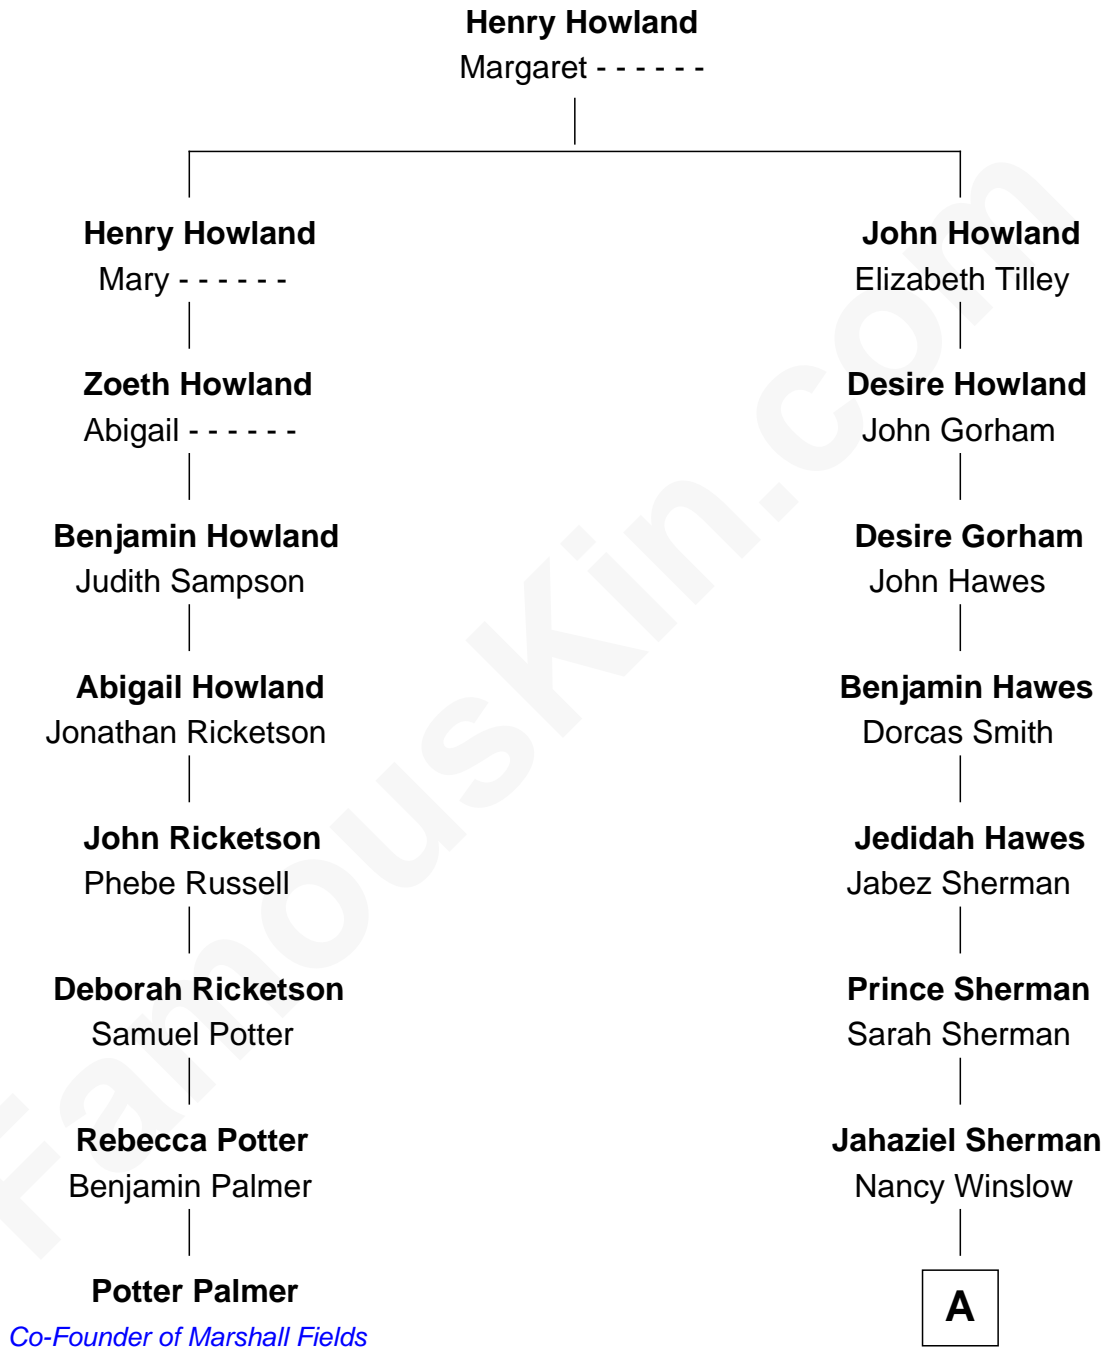 Henry Howland
Margaret - - - - - -
Henry Howland
Mary - - - - - -
John Howland
Elizabeth Tilley
Zoeth Howland
Abigail - - - - - -
Desire Howland
John Gorham
Benjamin Howland
Judith Sampson
Desire Gorham
John Hawes
Abigail Howland
Jonathan Ricketson
Benjamin Hawes
Dorcas Smith
John Ricketson
Phebe Russell
Jedidah Hawes
Jabez Sherman
Deborah Ricketson
Samuel Potter
Prince Sherman
Sarah Sherman
Rebecca Potter
Benjamin Palmer
Jahaziel Sherman
Nancy Winslow
Potter Palmer
Co-Founder of Marshall Fields
A
FamousKin.com